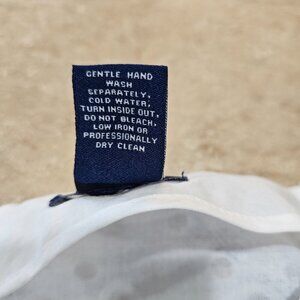 GENTLE HAND
WASH
SEPARATELY,
COLD WATER,
TURN INSIDE OUT,
DO NOT BLEACH,
LOW IRON OR
PROFESSIONALLY
DRY CLEAN